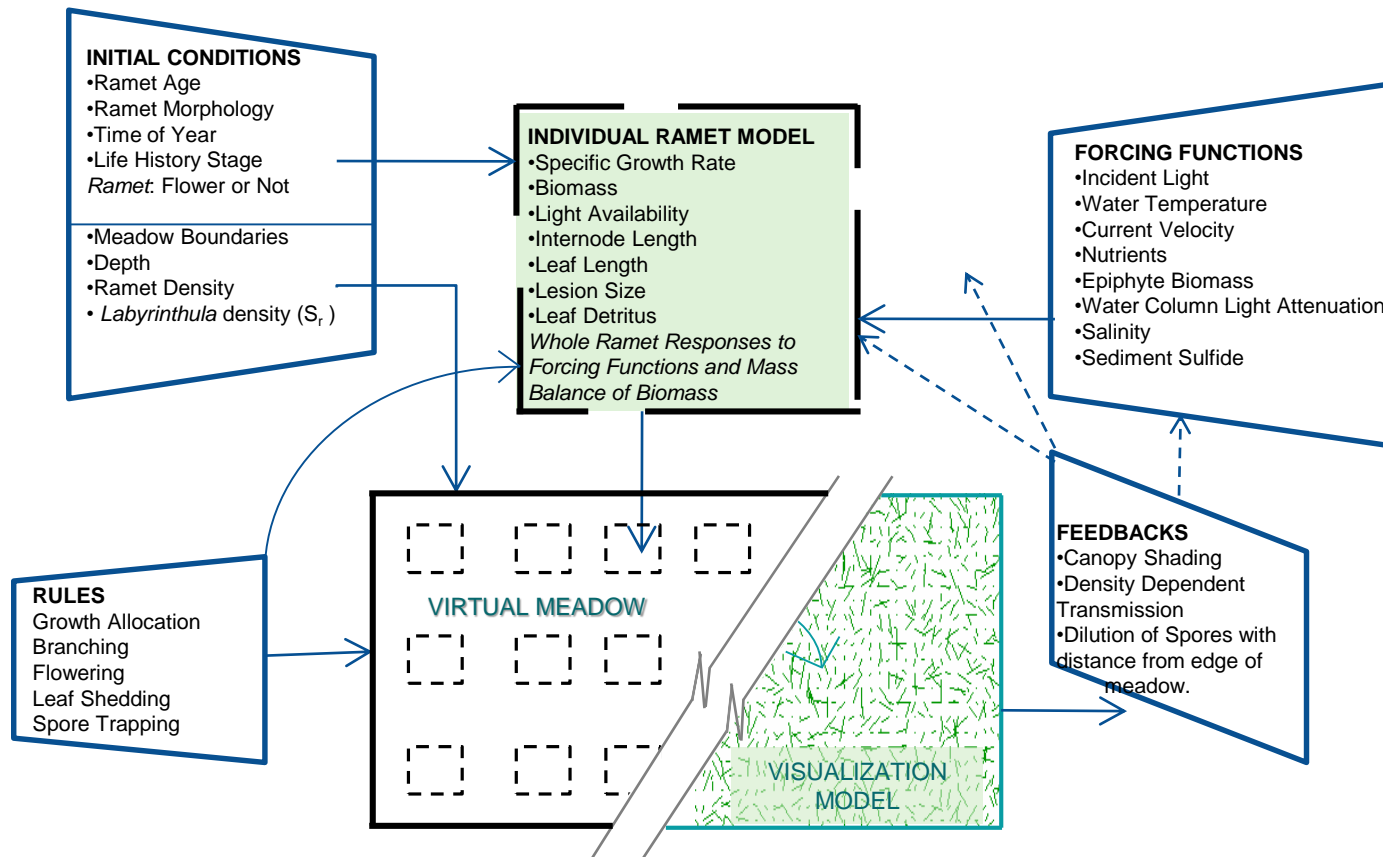 INITIAL CONDITIONS
•Ramet Age
•Ramet Morphology
•Time of Year
•Life History Stage
Ramet: Flower or Not
•Meadow Boundaries
•Depth
•Ramet Density
• Labyrinthula density (Sr )
INDIVIDUAL RAMET MODEL
•Specific Growth Rate
•Biomass
•Light Availability
•Internode Length
•Leaf Length
•Lesion Size
•Leaf Detritus
Whole Ramet Responses to
Forcing Functions and Mass
Balance of Biomass
FORCING FUNCTIONS
•Incident Light
•Water Temperature
•Current Velocity
•Nutrients
•Epiphyte Biomass
•Water Column Light Attenuation
•Salinity
•Sediment Sulfide
RULES
Growth Allocation
Branching
Flowering
Leaf Shedding
Spore Trapping
VIRTUAL MEADOW
VISUALIZATION
MODEL
FEEDBACKS
•Canopy Shading
•Density Dependent
Transmission
•Dilution of Spores with
distance from edge of
meadow.